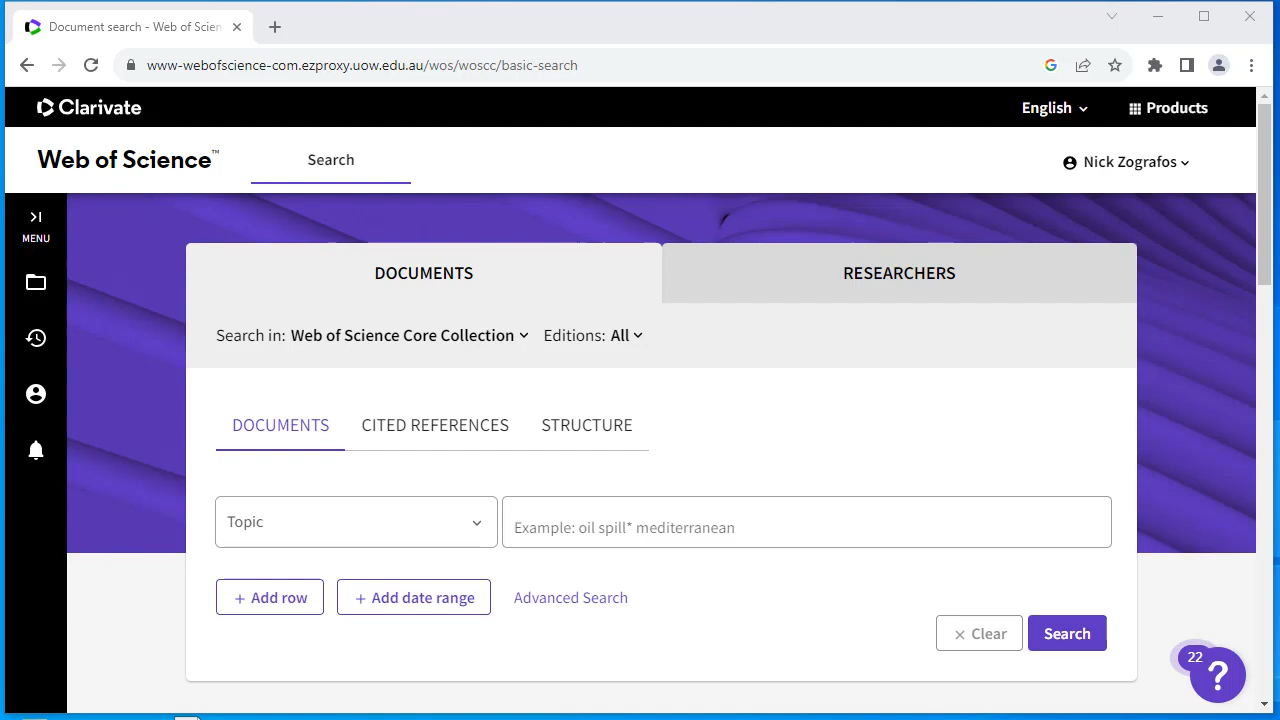 Document search - Web of Scien
www-webofscience-com.ezproxy.uow.edu.au/wos/woscc/basic-search
Clarivate
English
Products
Web of Science™
Search
Nick Zografos
MENU
DOCUMENTS
RESEARCHERS
Search in: Web of Science Core Collection
Editions: All
DOCUMENTS
CITED REFERENCES
STRUCTURE
Topic
Example: oil spill* mediterranean
+ Add row
+ Add date range
Advanced Search
× Clear
Search
22
?